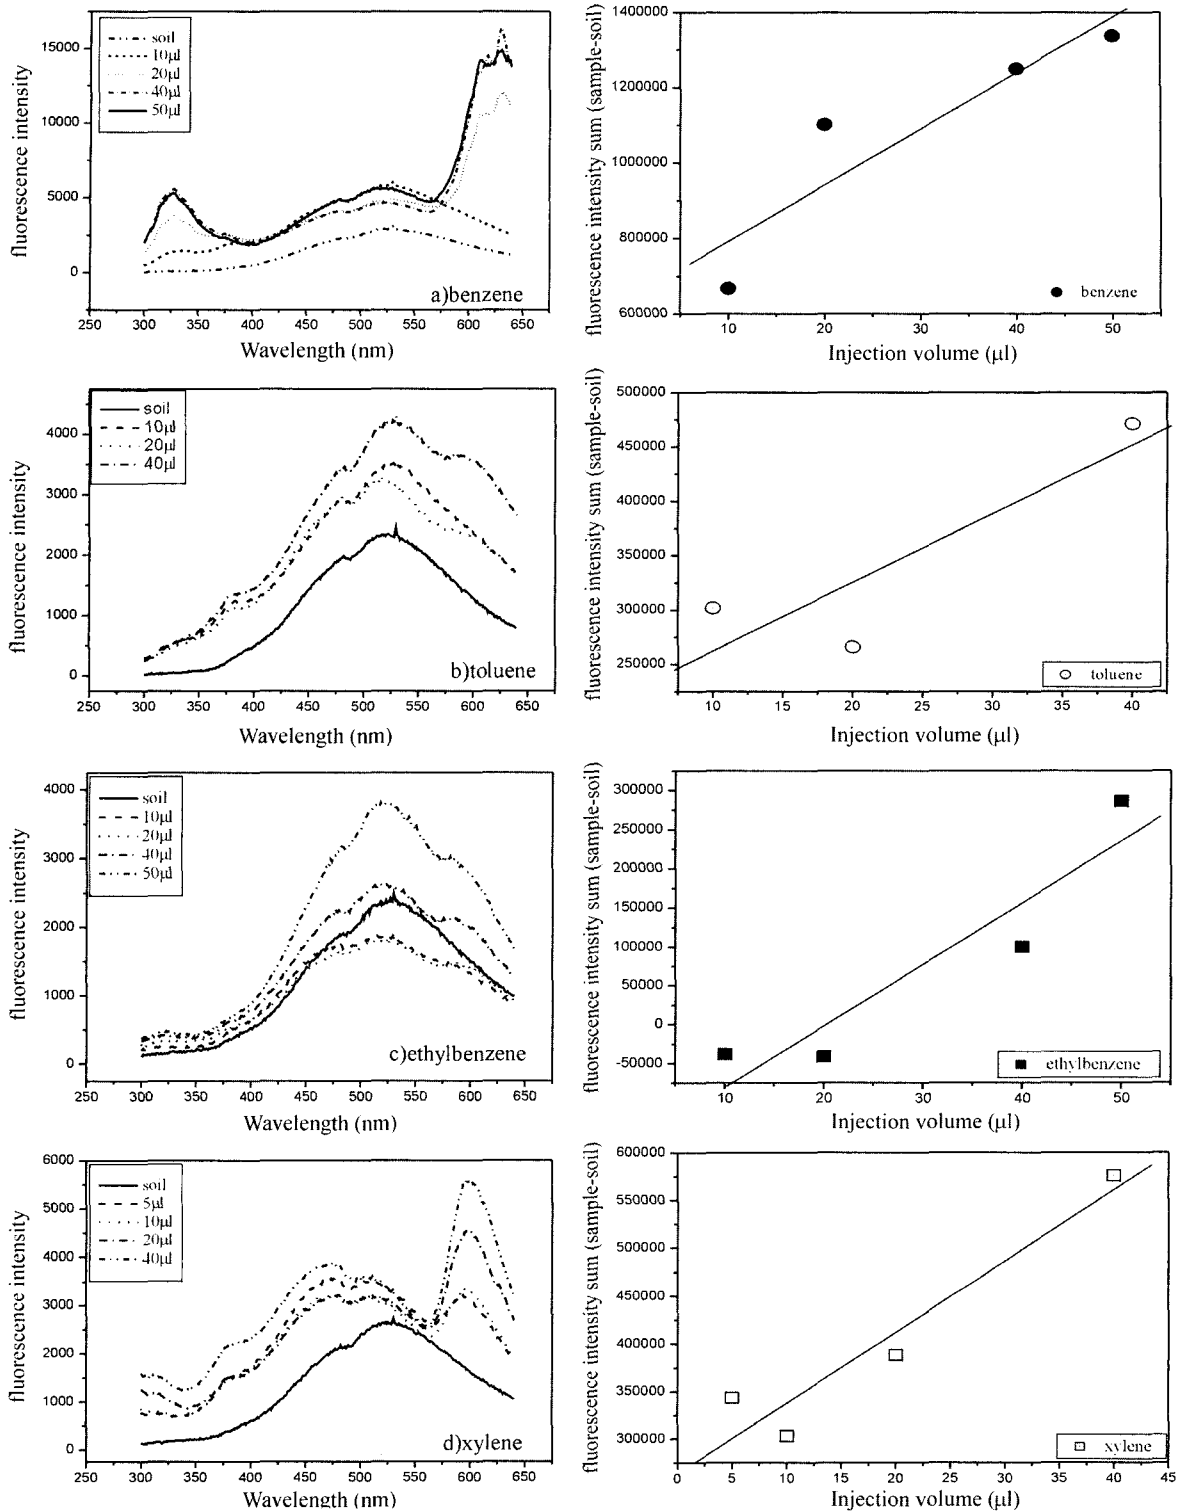 fluorescence intensity
15000
10000
5000
0
soil
10μl
20μl
40μl
50μl
a)benzene
250 300 350 400 450 500 550 600 650
Wavelength (nm)
fluorescence intensity sum (sample-soil)
1400000
1200000
1000000
800000
600000
benzene
10 20 30 40 50
Injection volume (μl)
fluorescence intensity
4000
3000
2000
1000
0
soil
10μl
20μl
40μl
b)toluene
250 300 350 400 450 500 550 600 650
Wavelength (nm)
fluorescence intensity sum (sample-soil)
500000
450000
400000
350000
300000
250000
toluene
10 15 20 25 30 35 40
Injection volume (μl)
fluorescence intensity
4000
3000
2000
1000
0
soil
10μl
20μl
40μl
50μl
c)ethylbenzene
250 300 350 400 450 500 550 600 650
Wavelength (nm)
fluorescence intensity sum (sample-soil)
300000
250000
200000
150000
100000
50000
0
-50000
ethylbenzene
10 20 30 40 50
Injection volume (μl)
fluorescence intensity
6000
5000
4000
3000
2000
1000
0
soil
5μl
10μl
20μl
40μl
d)xylene
250 300 350 400 450 500 550 600 650
Wavelength (nm)
fluorescence intensity sum (sample-soil)
600000
550000
500000
450000
400000
350000
300000
xylene
0 5 10 15 20 25 30 35 40 45
Injection volume (μl)